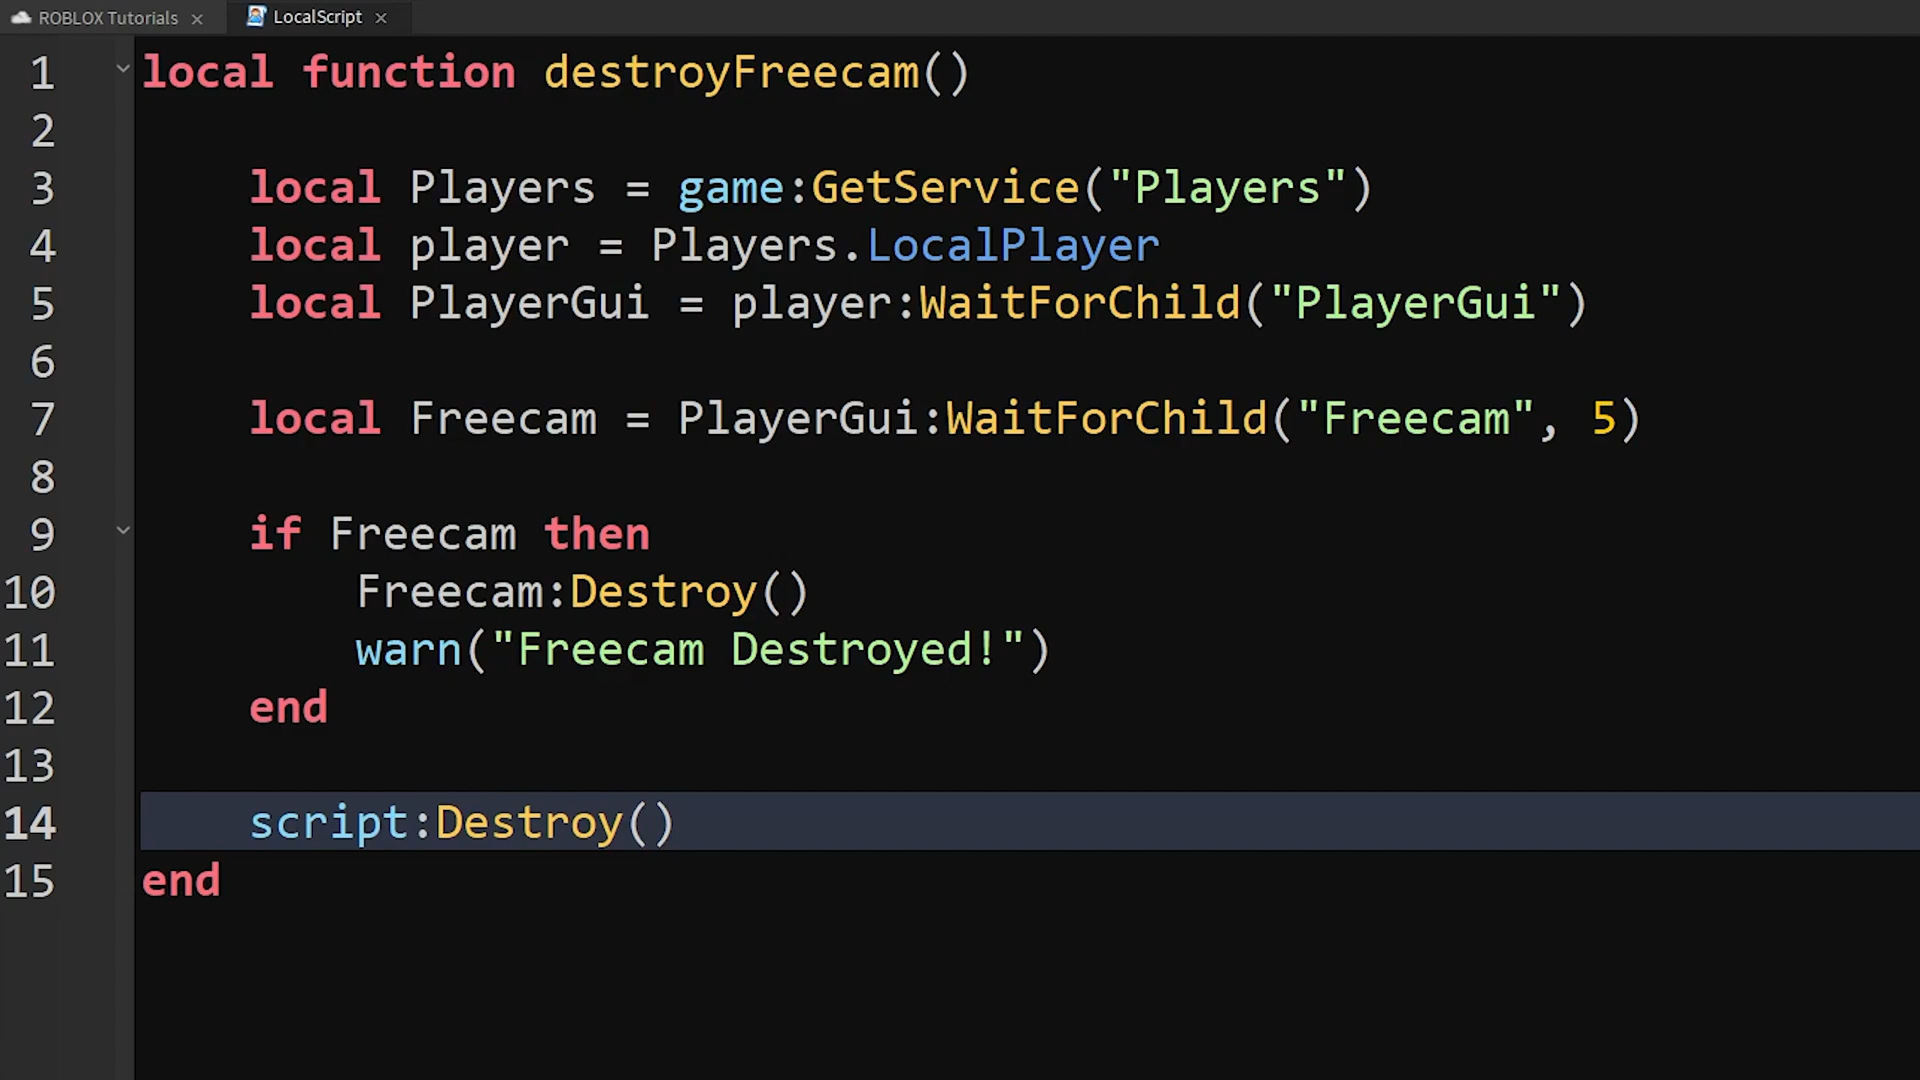 ROBLOX Tutorials ×
LocalScript ×
1 local function destroyFreecam()
2
3 local Players = game:GetService("Players")
4 local player = Players.LocalPlayer
5 local PlayerGui = player:WaitForChild("PlayerGui")
6
7 local Freecam = PlayerGui:WaitForChild("Freecam", 5)
8
9 if Freecam then
10 Freecam:Destroy()
11 warn("Freecam Destroyed!")
12 end
13
14 script:Destroy()
15 end